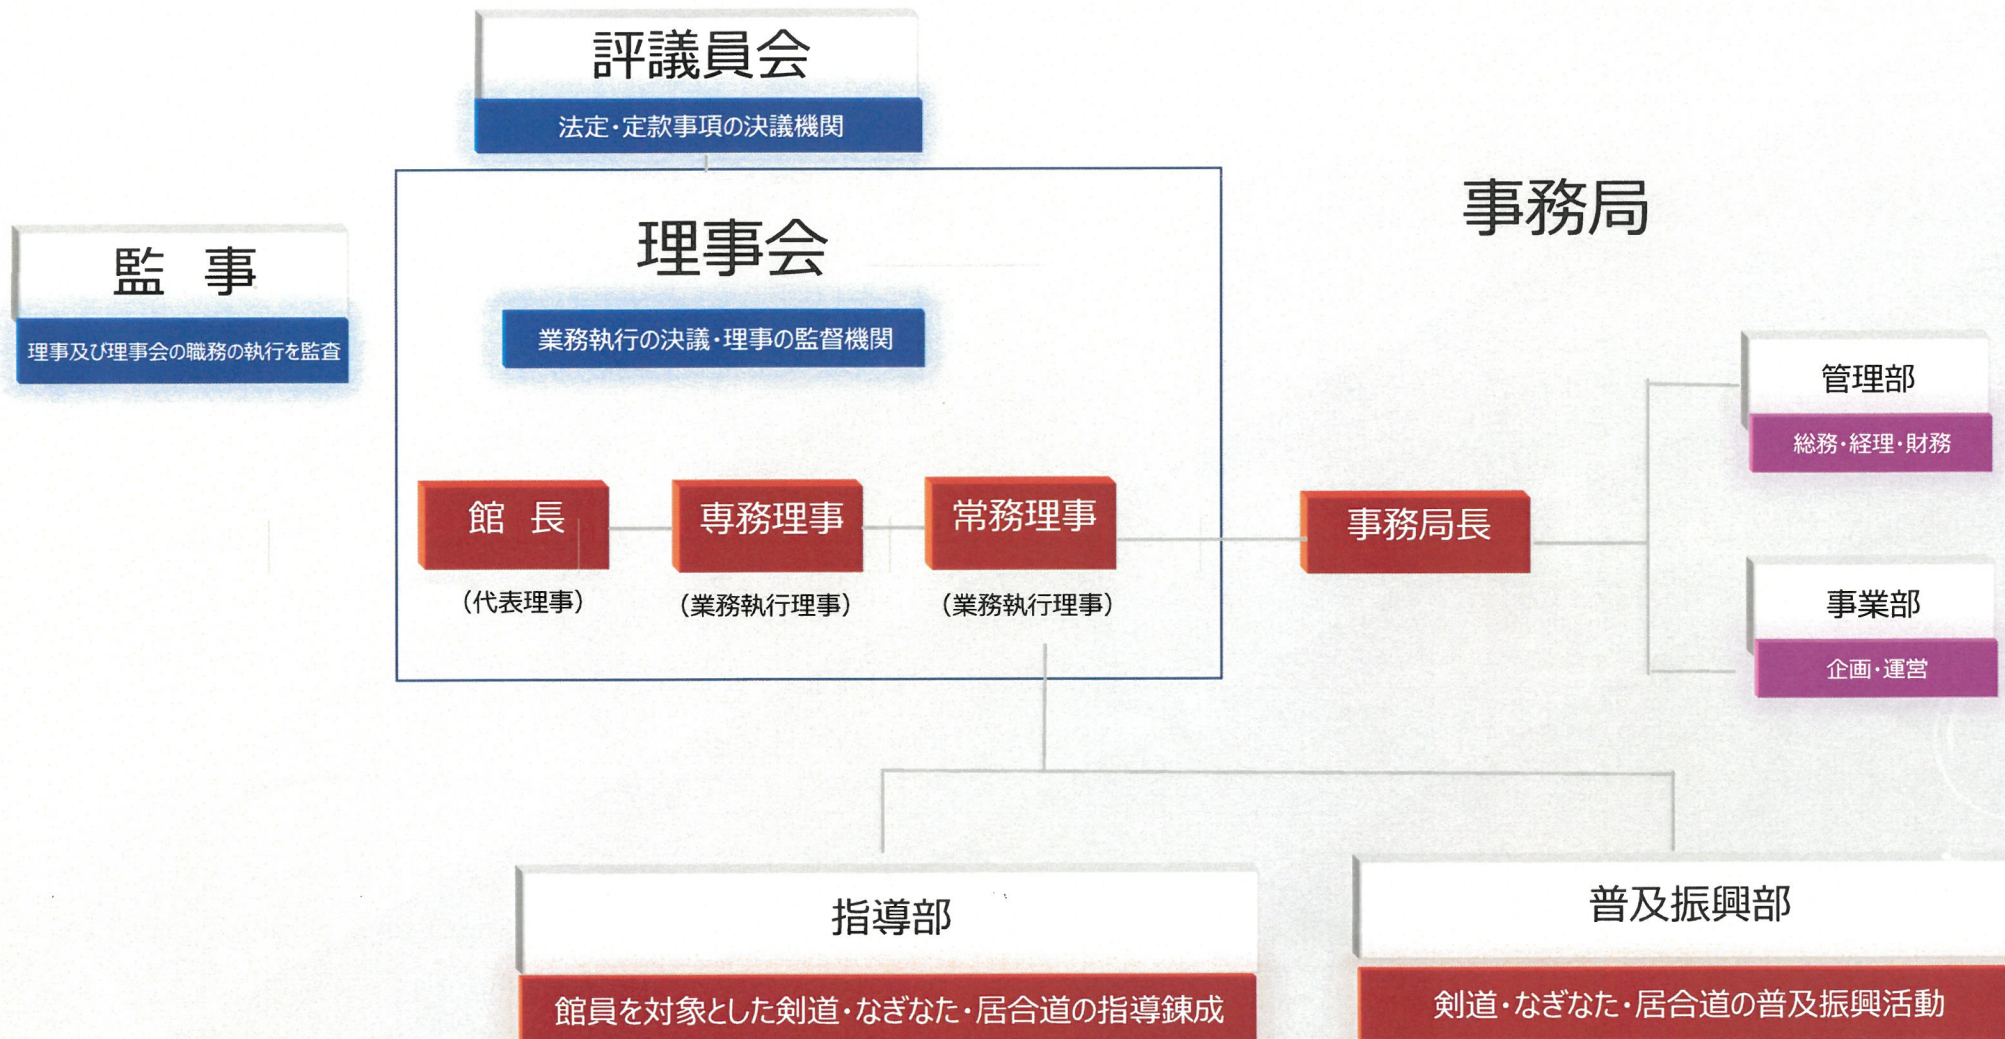 評議員会
法定・定款事項の決議機関
事務局
理事会
業務執行の決議・理事の監督機関
監 事
理事及び理事会の職務の執行を監査
管理部
総務・経理・財務
館 長
専務理事
常務理事
事務局長
(代表理事)
(業務執行理事)
(業務執行理事)
事業部
企画・運営
指導部
館員を対象とした剣道・なぎなた・居合道の指導錬成
普及振興部
剣道・なぎなた・居合道の普及振興活動